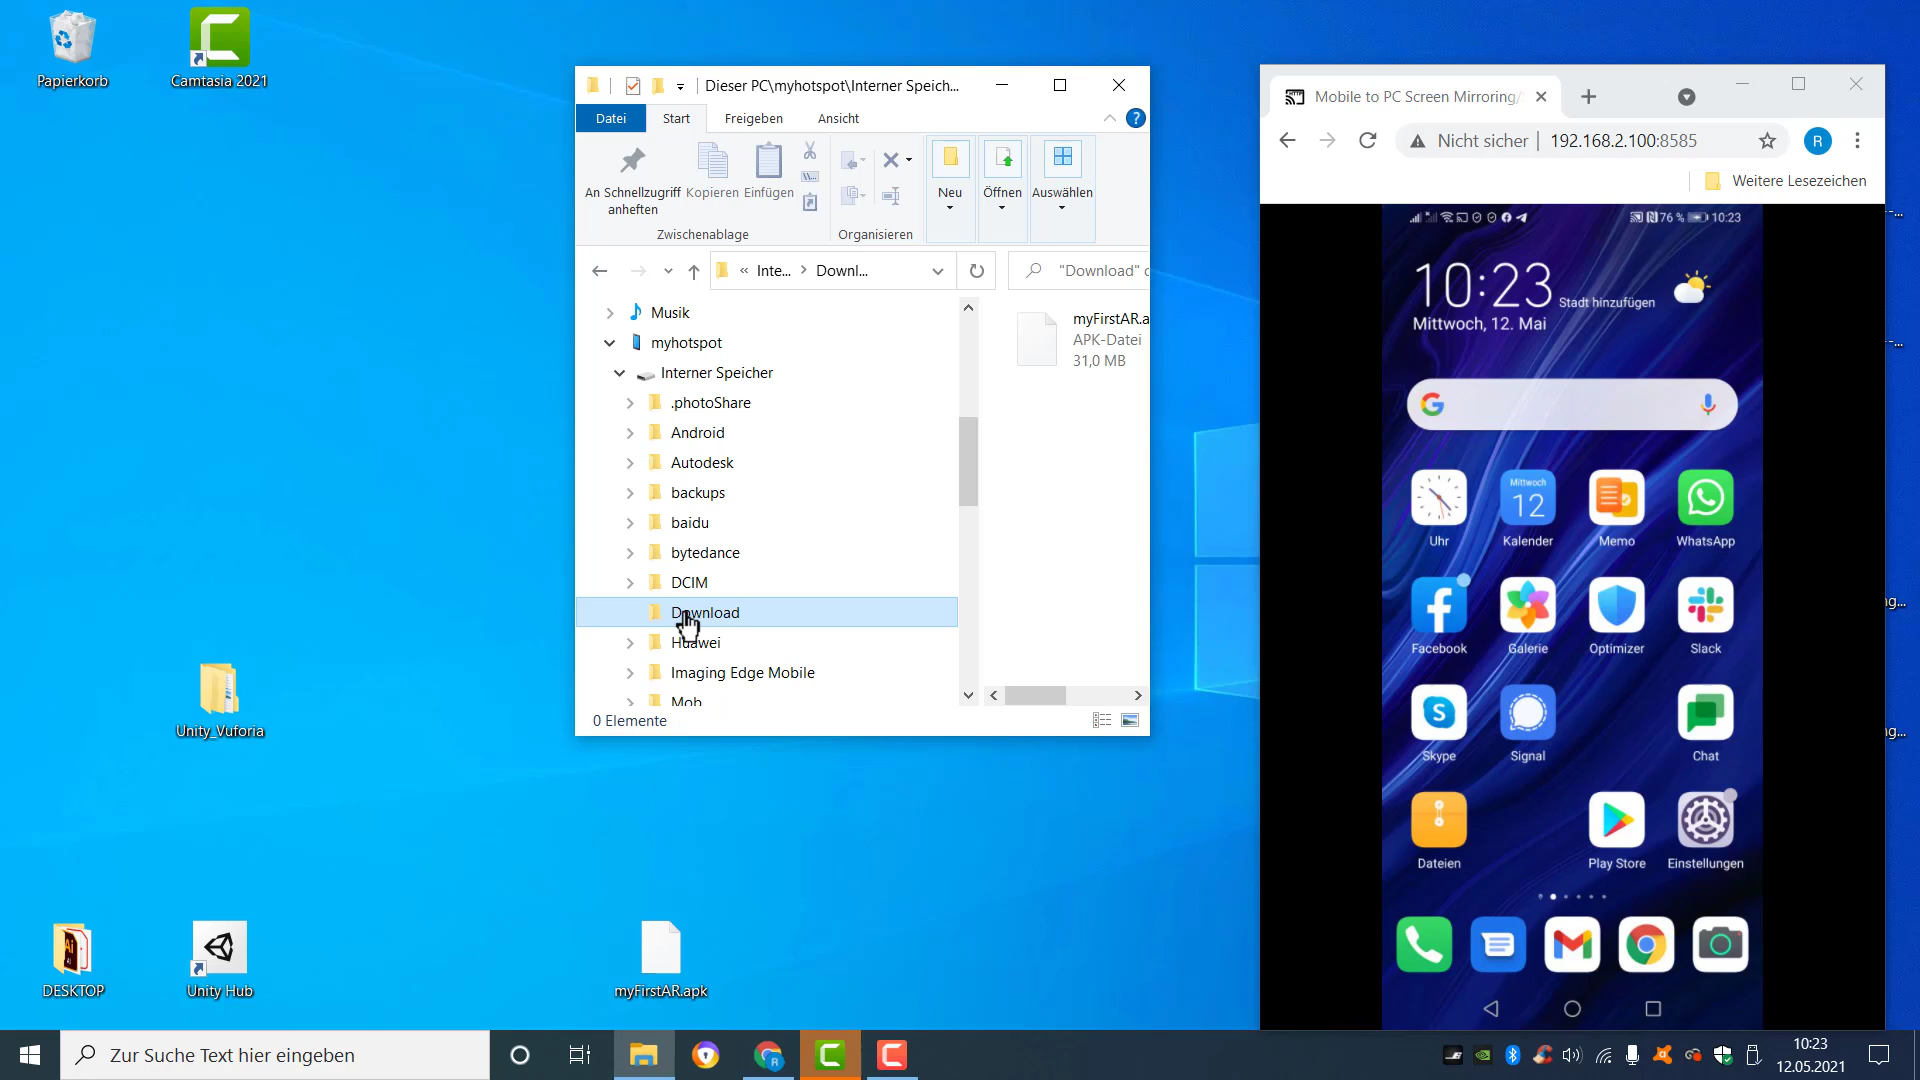 Papierkorb
Camtasia 2021
Unity_Vuforia
DESKTOP
Unity Hub
myFirstAR.apk
Dieser PC\myhotspot\Interner Speich...
Datei
Start
Freigeben
Ansicht
An Schnellzugriff
anheften
Kopieren
Einfügen
Neu
Öffnen
Auswählen
Zwischenablage
Organisieren
« Inte... > Downl...
"Download"
Musik
myhotspot
Interner Speicher
.photoShare
Android
Autodesk
backups
baidu
bytedance
DCIM
Download
Huawei
Imaging Edge Mobile
Mob
myFirstAR.a
APK-Datei
31,0 MB
0 Elemente
Mobile to PC Screen Mirroring/
Nicht sicher
192.168.2.100:8585
R
Weitere Lesezeichen
76 %
10:23
10:23
Stadt hinzufügen
Mittwoch, 12. Mai
Mittwoch
12
Uhr
Kalender
Memo
WhatsApp
Facebook
Galerie
Optimizer
Slack
Skype
Signal
Chat
Dateien
Play Store
Einstellungen
Zur Suche Text hier eingeben
10:23
12.05.2021